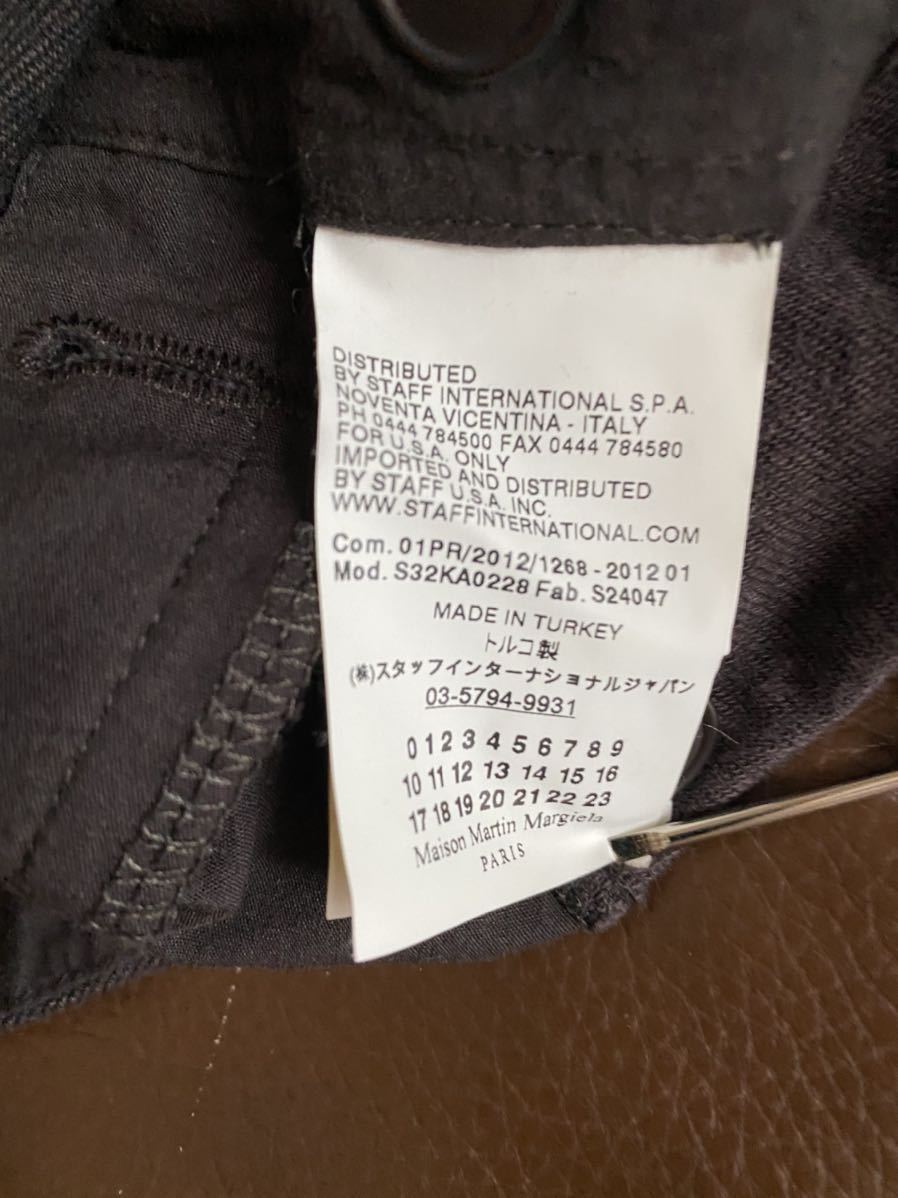 DISTRIBUTED
BY STAFF INTERNATIONAL S.P.A.
NOVENTA VICENTINA - ITALY
PH 0444 784500 FAX 0444 784580
FOR U.S.A. ONLY
IMPORTED AND DISTRIBUTED
BY STAFF U.S.A. INC.
WWW.STAFFINTERNATIONAL.COM
Com. 01PR/2012/1268 - 2012 01
Mod. S32KA0228 Fab. S24047
MADE IN TURKEY
トルコ製
(株)スタッフインターナショナルジャパン
03-5794-9931
0 1 2 3 4 5 6 7 8 9
10 11 12 13 14 15 16
17 18 19 20 21 22 23
Maison Martin Margiela
PARIS